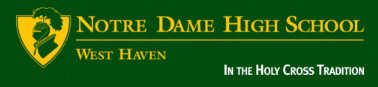 NOTRE DAME HIGH SCHOOL
WEST HAVEN
IN THE HOLY CROSS TRADITION